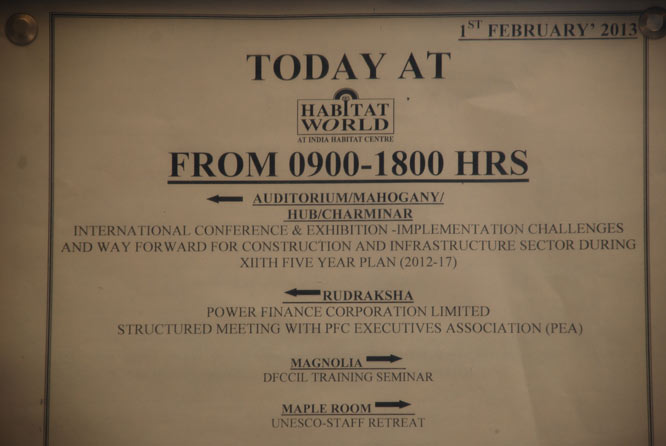 1ST FEBRUARY' 2013
TODAY AT
HABITAT
WORLD
AT INDIA HABITAT CENTRE
FROM 0900-1800 HRS
AUDITORIUM/MAHOGANY/
HUB/CHARMINAR
INTERNATIONAL CONFERENCE & EXHIBITION -IMPLEMENTATION CHALLENGES
AND WAY FORWARD FOR CONSTRUCTION AND INFRASTRUCTURE SECTOR DURING
XIITH FIVE YEAR PLAN (2012-17)
RUDRAKSHA
POWER FINANCE CORPORATION LIMITED
STRUCTURED MEETING WITH PFC EXECUTIVES ASSOCIATION (PEA)
MAGNOLIA
DFCCIL TRAINING SEMINAR
MAPLE ROOM
UNESCO-STAFF RETREAT